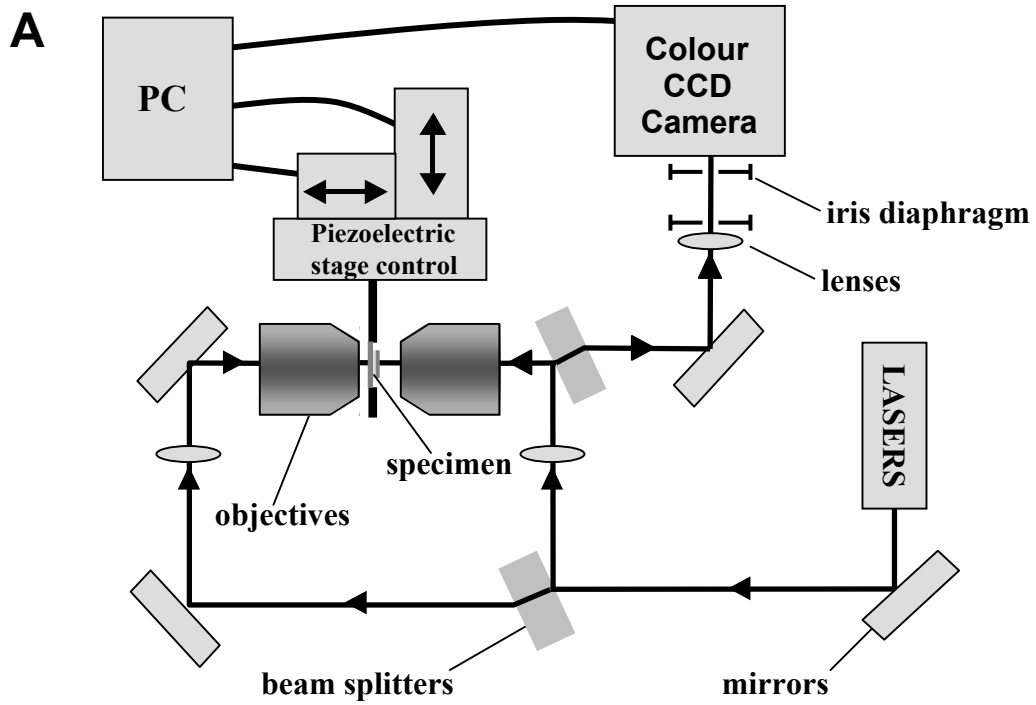 A
PC
Colour
CCD
Camera
iris diaphragm
Piezoelectric
stage control
lenses
LASERS
specimen
objectives
beam splitters
mirrors